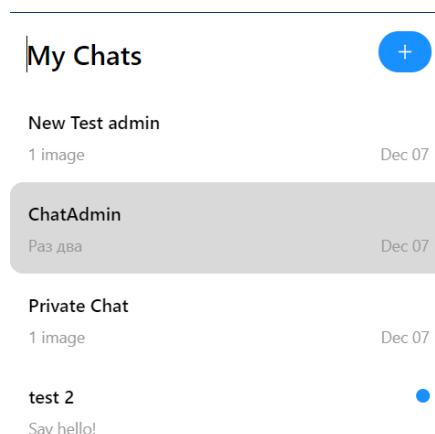 My Chats
+
New Test admin
1 image Dec 07
ChatAdmin
Раз два Dec 07
Private Chat
1 image Dec 07
test 2
Say hello!